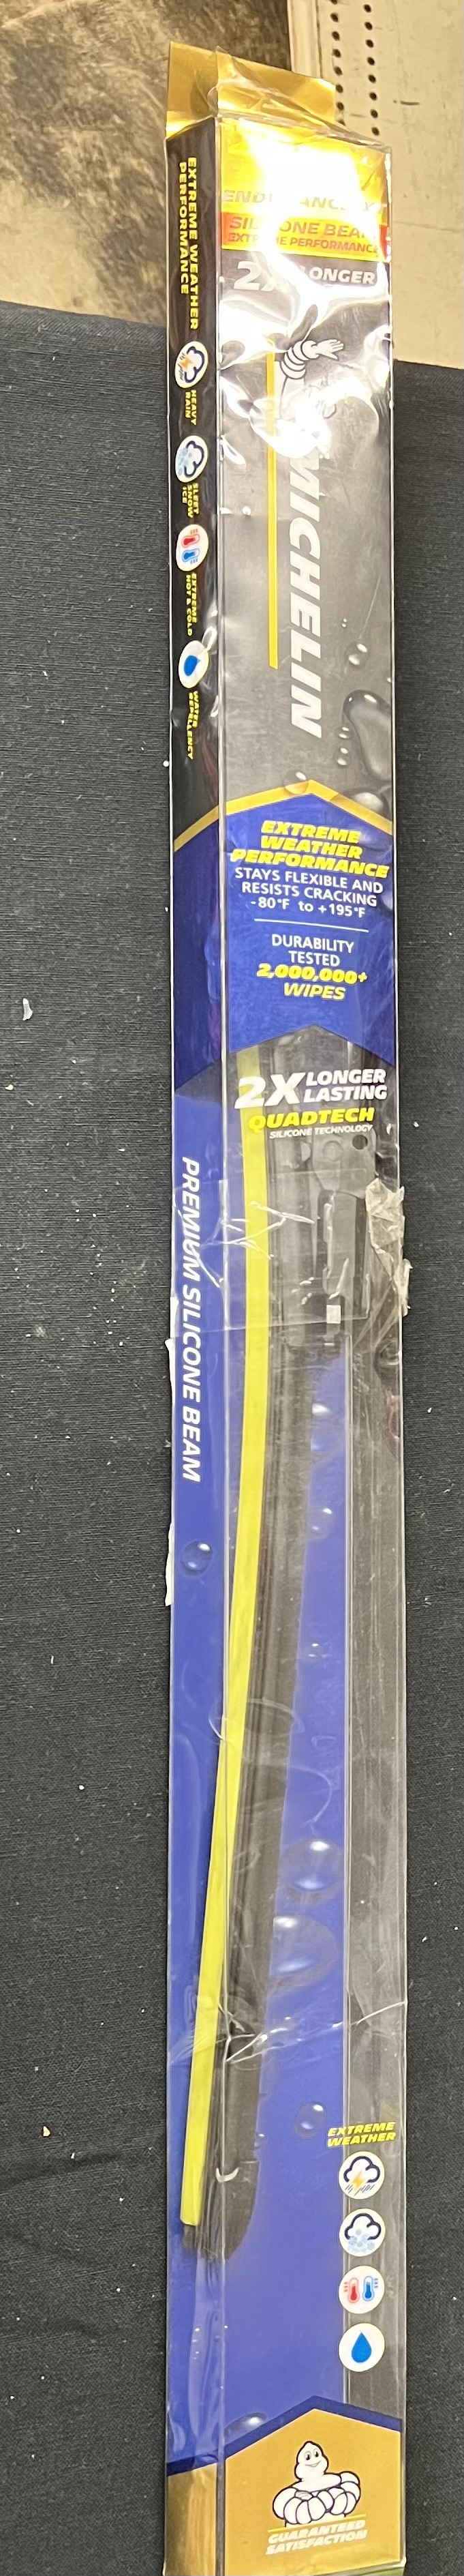 SILICONE BEAM
EXTREME PERFORMANCE
2X LONGER
MICHELIN
EXTREME
WEATHER
PERFORMANCE
STAYS FLEXIBLE AND
RESISTS CRACKING
-80°F to +195°F
DURABILITY
TESTED
2,000,000+
WIPES
2X LONGER
LASTING
QUADTECH
SILICONE TECHNOLOGY
EXTREME
WEATHER
GUARANTEED
SATISFACTION
EXTREME WEATHER
PERFORMANCE
HEAVY
RAIN
SLEET
SNOW
ICE
EXTREME
HOT & COLD
WATER
REPELLENCY
PREMIUM SILICONE BEAM